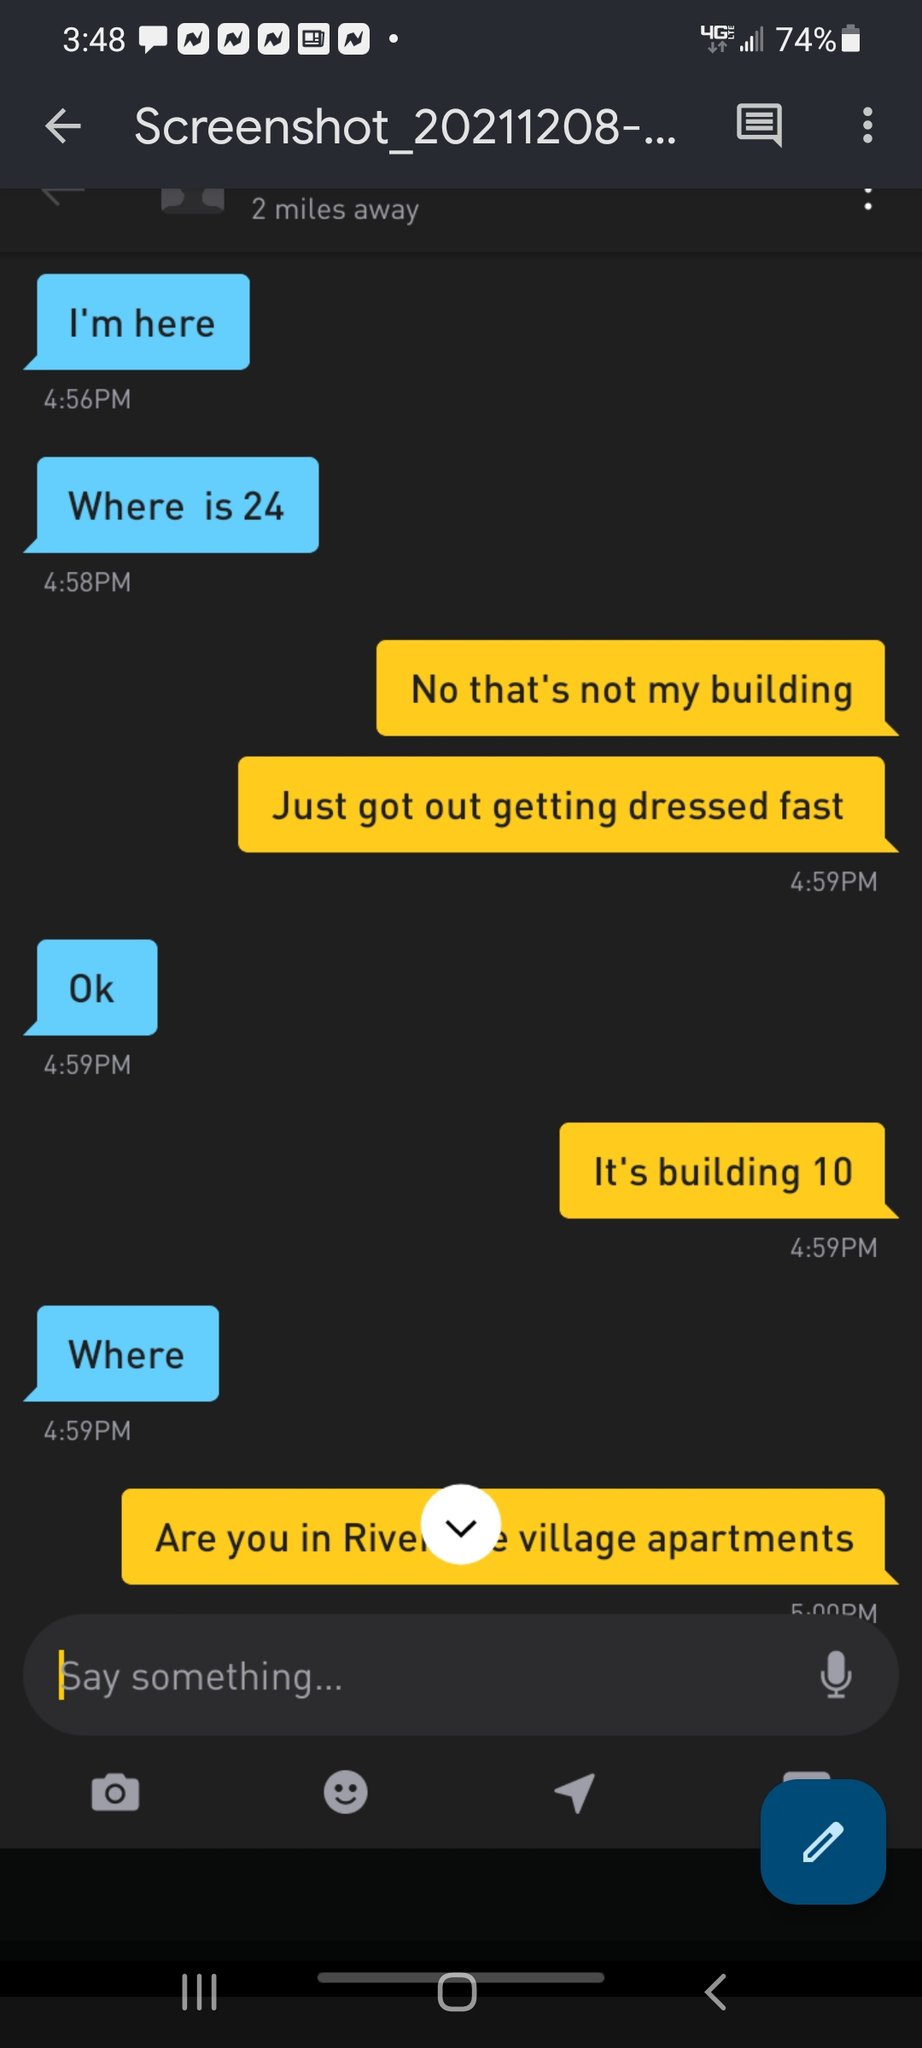 3:48
4G 74%
Screenshot_20211208-...
2 miles away
I'm here
4:56PM
Where is 24
4:58PM
No that's not my building
Just got out getting dressed fast
4:59PM
Ok
4:59PM
It's building 10
4:59PM
Where
4:59PM
Are you in village apartments
5:00PM
Say something...